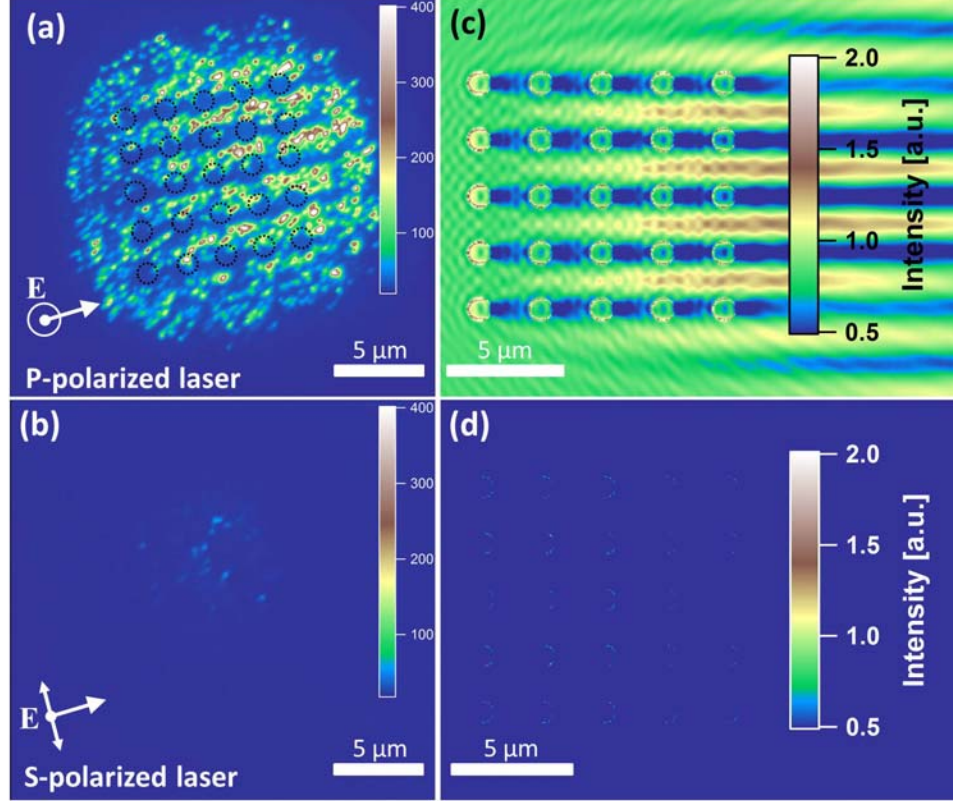 (a)
400
300
200
100
E
P-polarized laser
5 μm
(c)
2.0
1.5
1.0
0.5
Intensity [a.u.]
5 μm
(b)
400
300
200
100
E
S-polarized laser
5 μm
(d)
2.0
1.5
1.0
0.5
Intensity [a.u.]
5 μm